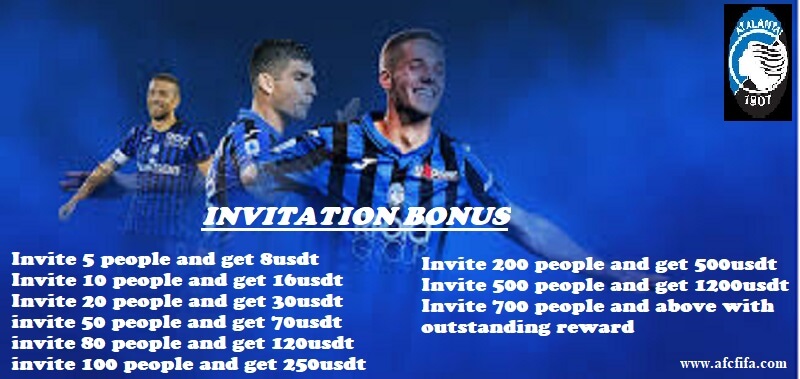 ATALANTA
1907
INVITATION BONUS
Invite 5 people and get 8usdt
Invite 10 people and get 16usdt
Invite 20 people and get 30usdt
invite 50 people and get 70usdt
invite 80 people and get 120usdt
invite 100 people and get 250usdt
Invite 200 people and get 500usdt
Invite 500 people and get 1200usdt
Invite 700 people and above with
outstanding reward
www.afcfifa.com